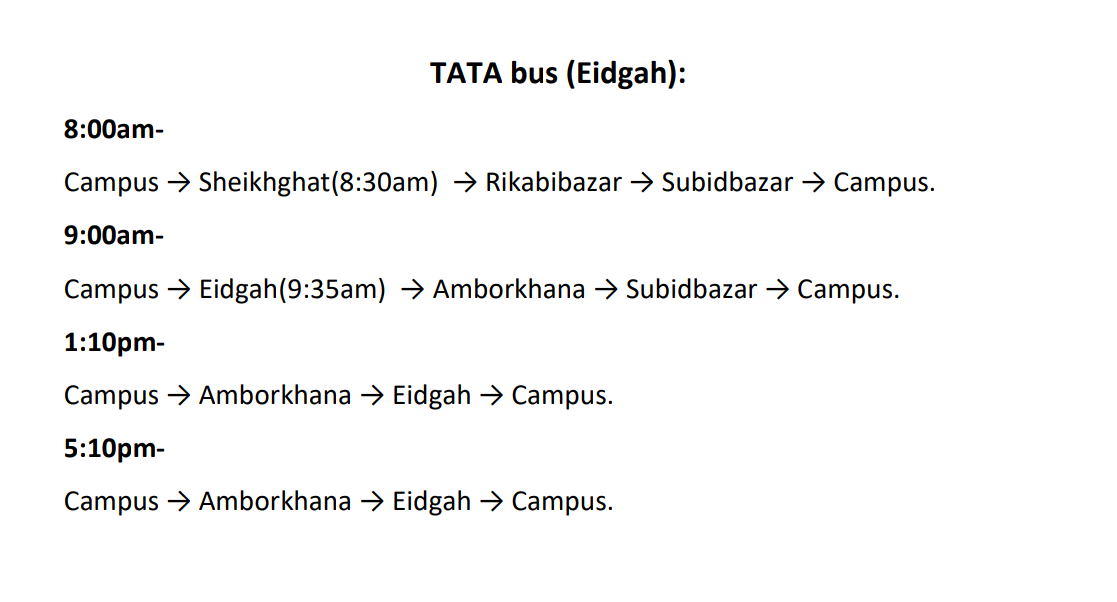 TATA bus (Eidgah):
8:00am-
Campus → Sheikhghat(8:30am) → Rikabibazar → Subidbazar → Campus.
9:00am-
Campus → Eidgah(9:35am) → Amborkhana → Subidbazar → Campus.
1:10pm-
Campus → Amborkhana → Eidgah → Campus.
5:10pm-
Campus → Amborkhana → Eidgah → Campus.